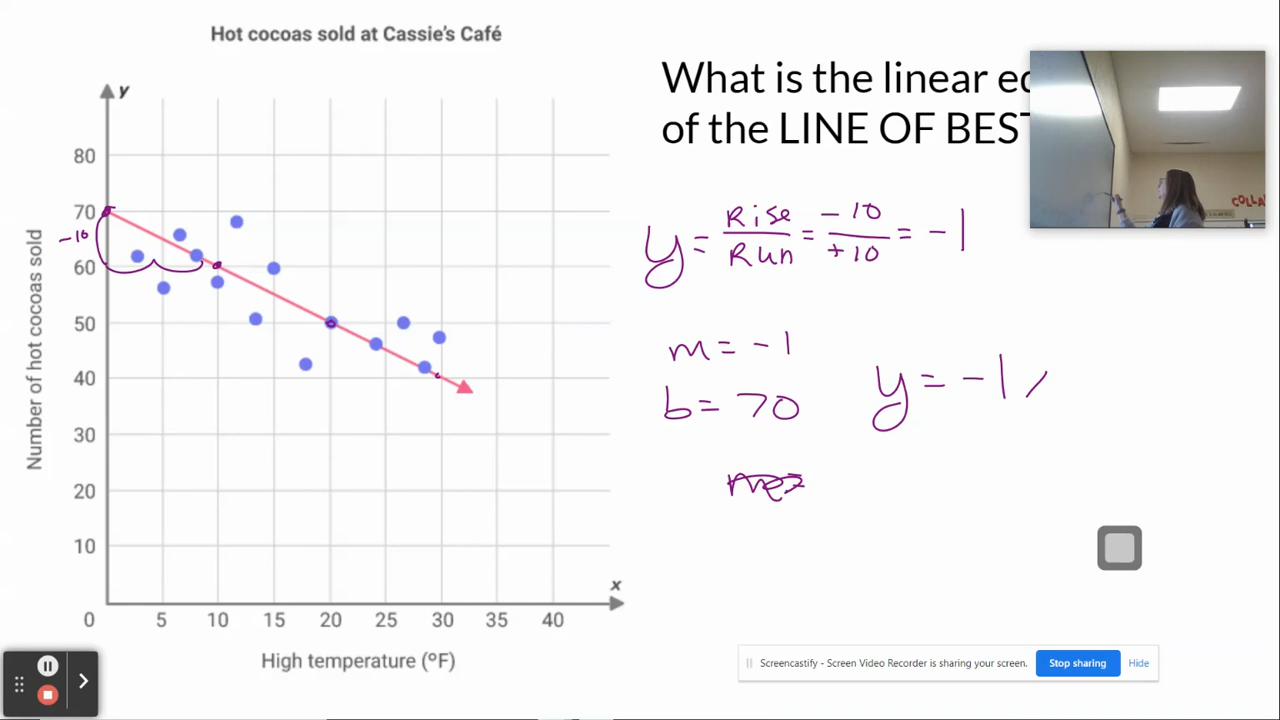 Hot cocoas sold at Cassie's Café
What is the linear
of the LINE OF BEST
y
80
70
60
50
40
30
20
10
0
5
10
15
20
25
30
35
40
x
Number of hot cocoas sold
High temperature (ºF)
-10
y = Rise / Run = -10 / +10 = -1
m = -1
b = 70
y = -1
Screencastify - Screen Video Recorder is sharing your screen.
Stop sharing
Hide